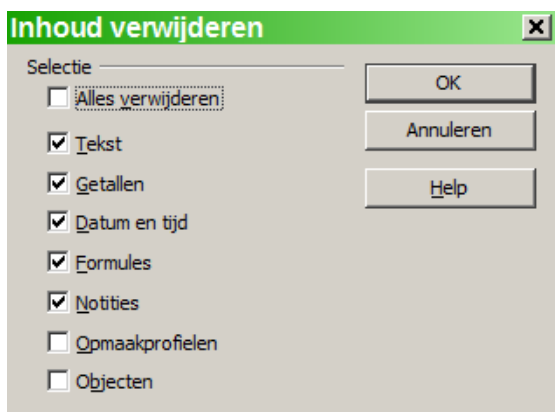 Inhoud verwijderen
Selectie
Alles verwijderen
Tekst
Getallen
Datum en tijd
Formules
Notities
Opmaakprofielen
Objecten
OK
Annuleren
Help